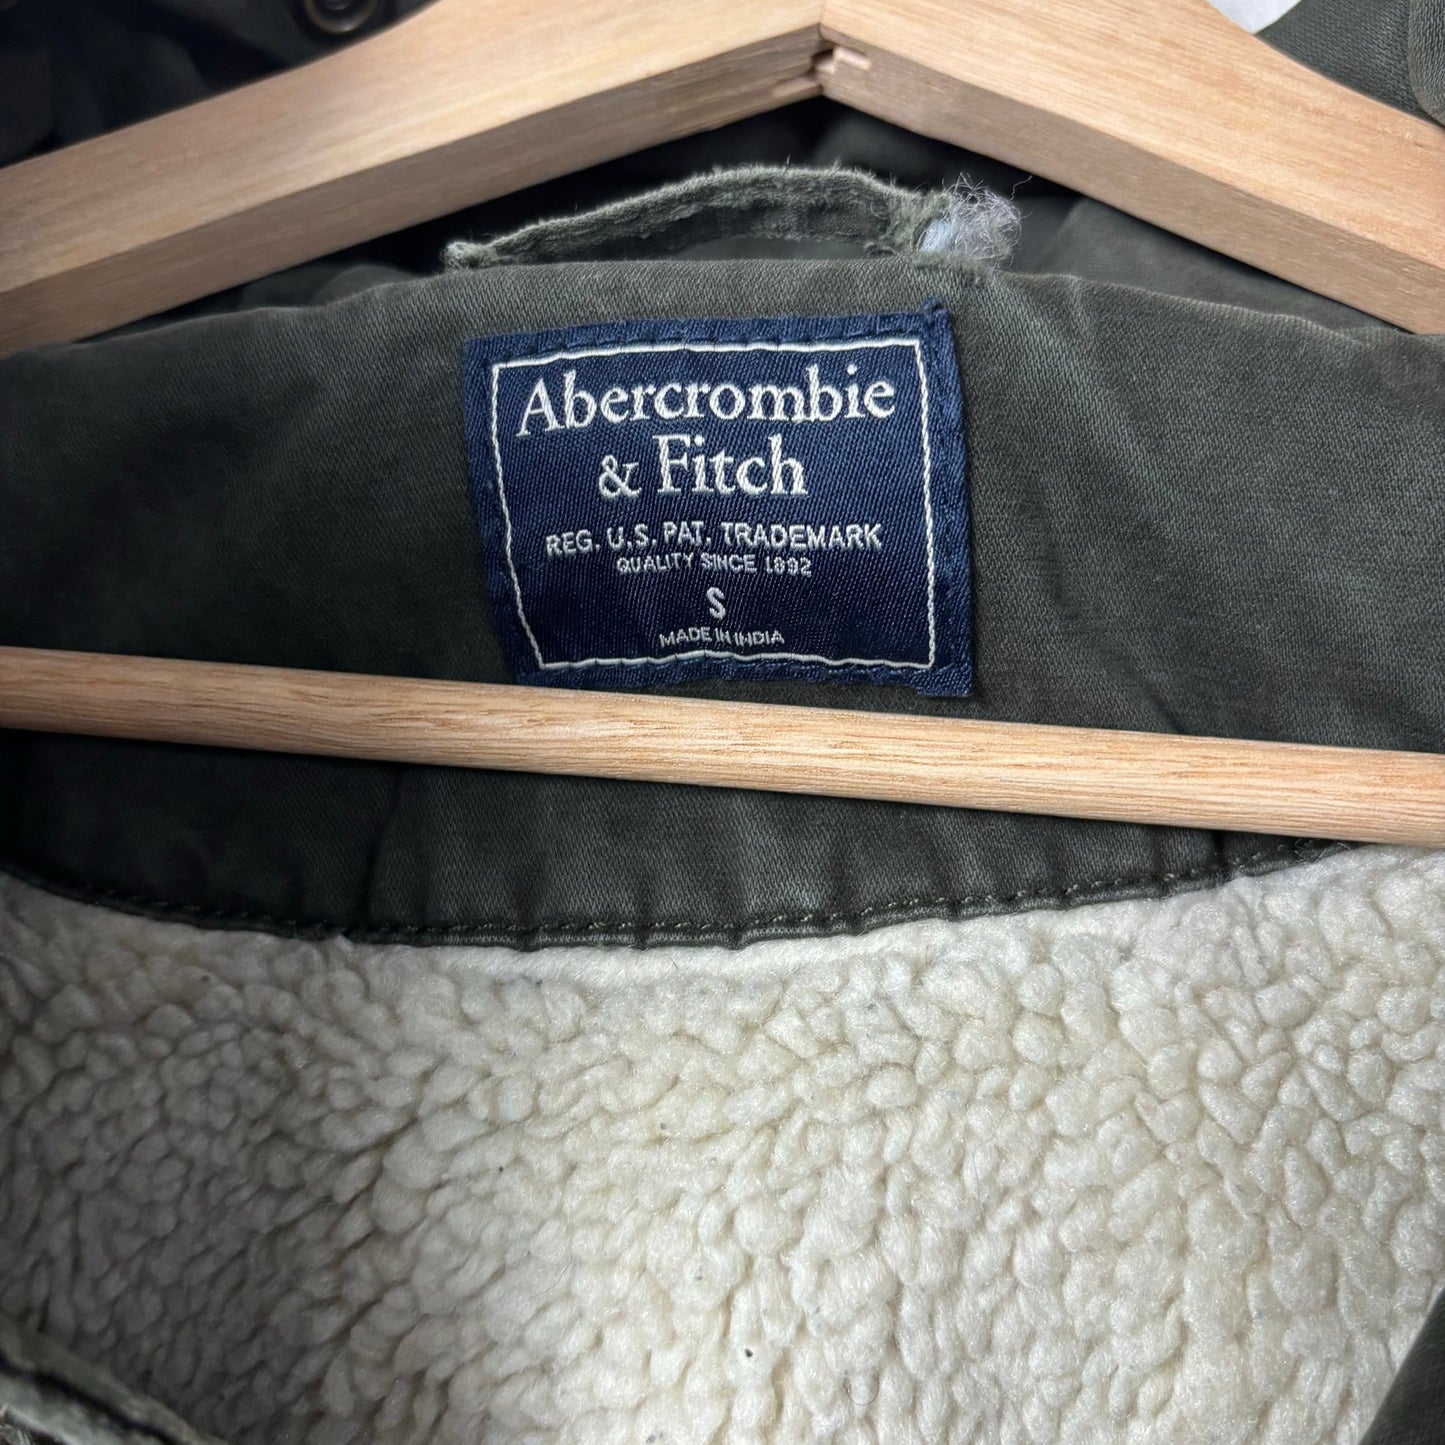 Abercrombie
& Fitch
REG. U.S. PAT. TRADEMARK
QUALITY SINCE 1892
S
MADE IN INDIA